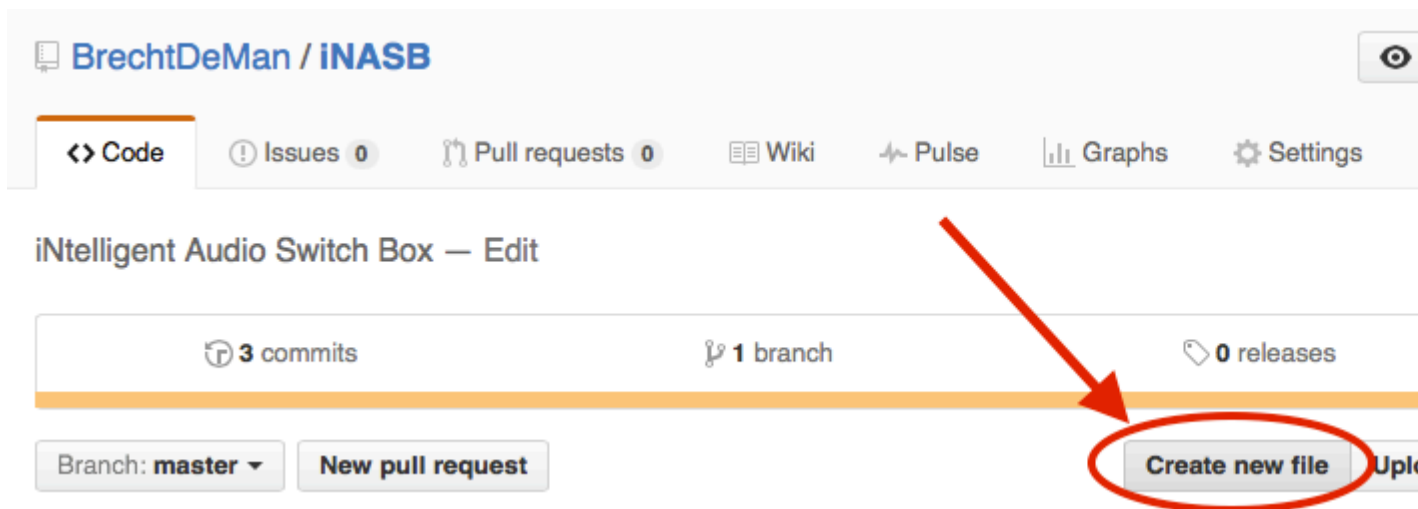 BrechtDeMan / iNASB
<> Code Issues 0 Pull requests 0 Wiki Pulse Graphs Settings
iNtelligent Audio Switch Box — Edit
3 commits 1 branch 0 releases
Branch: master New pull request Create new file